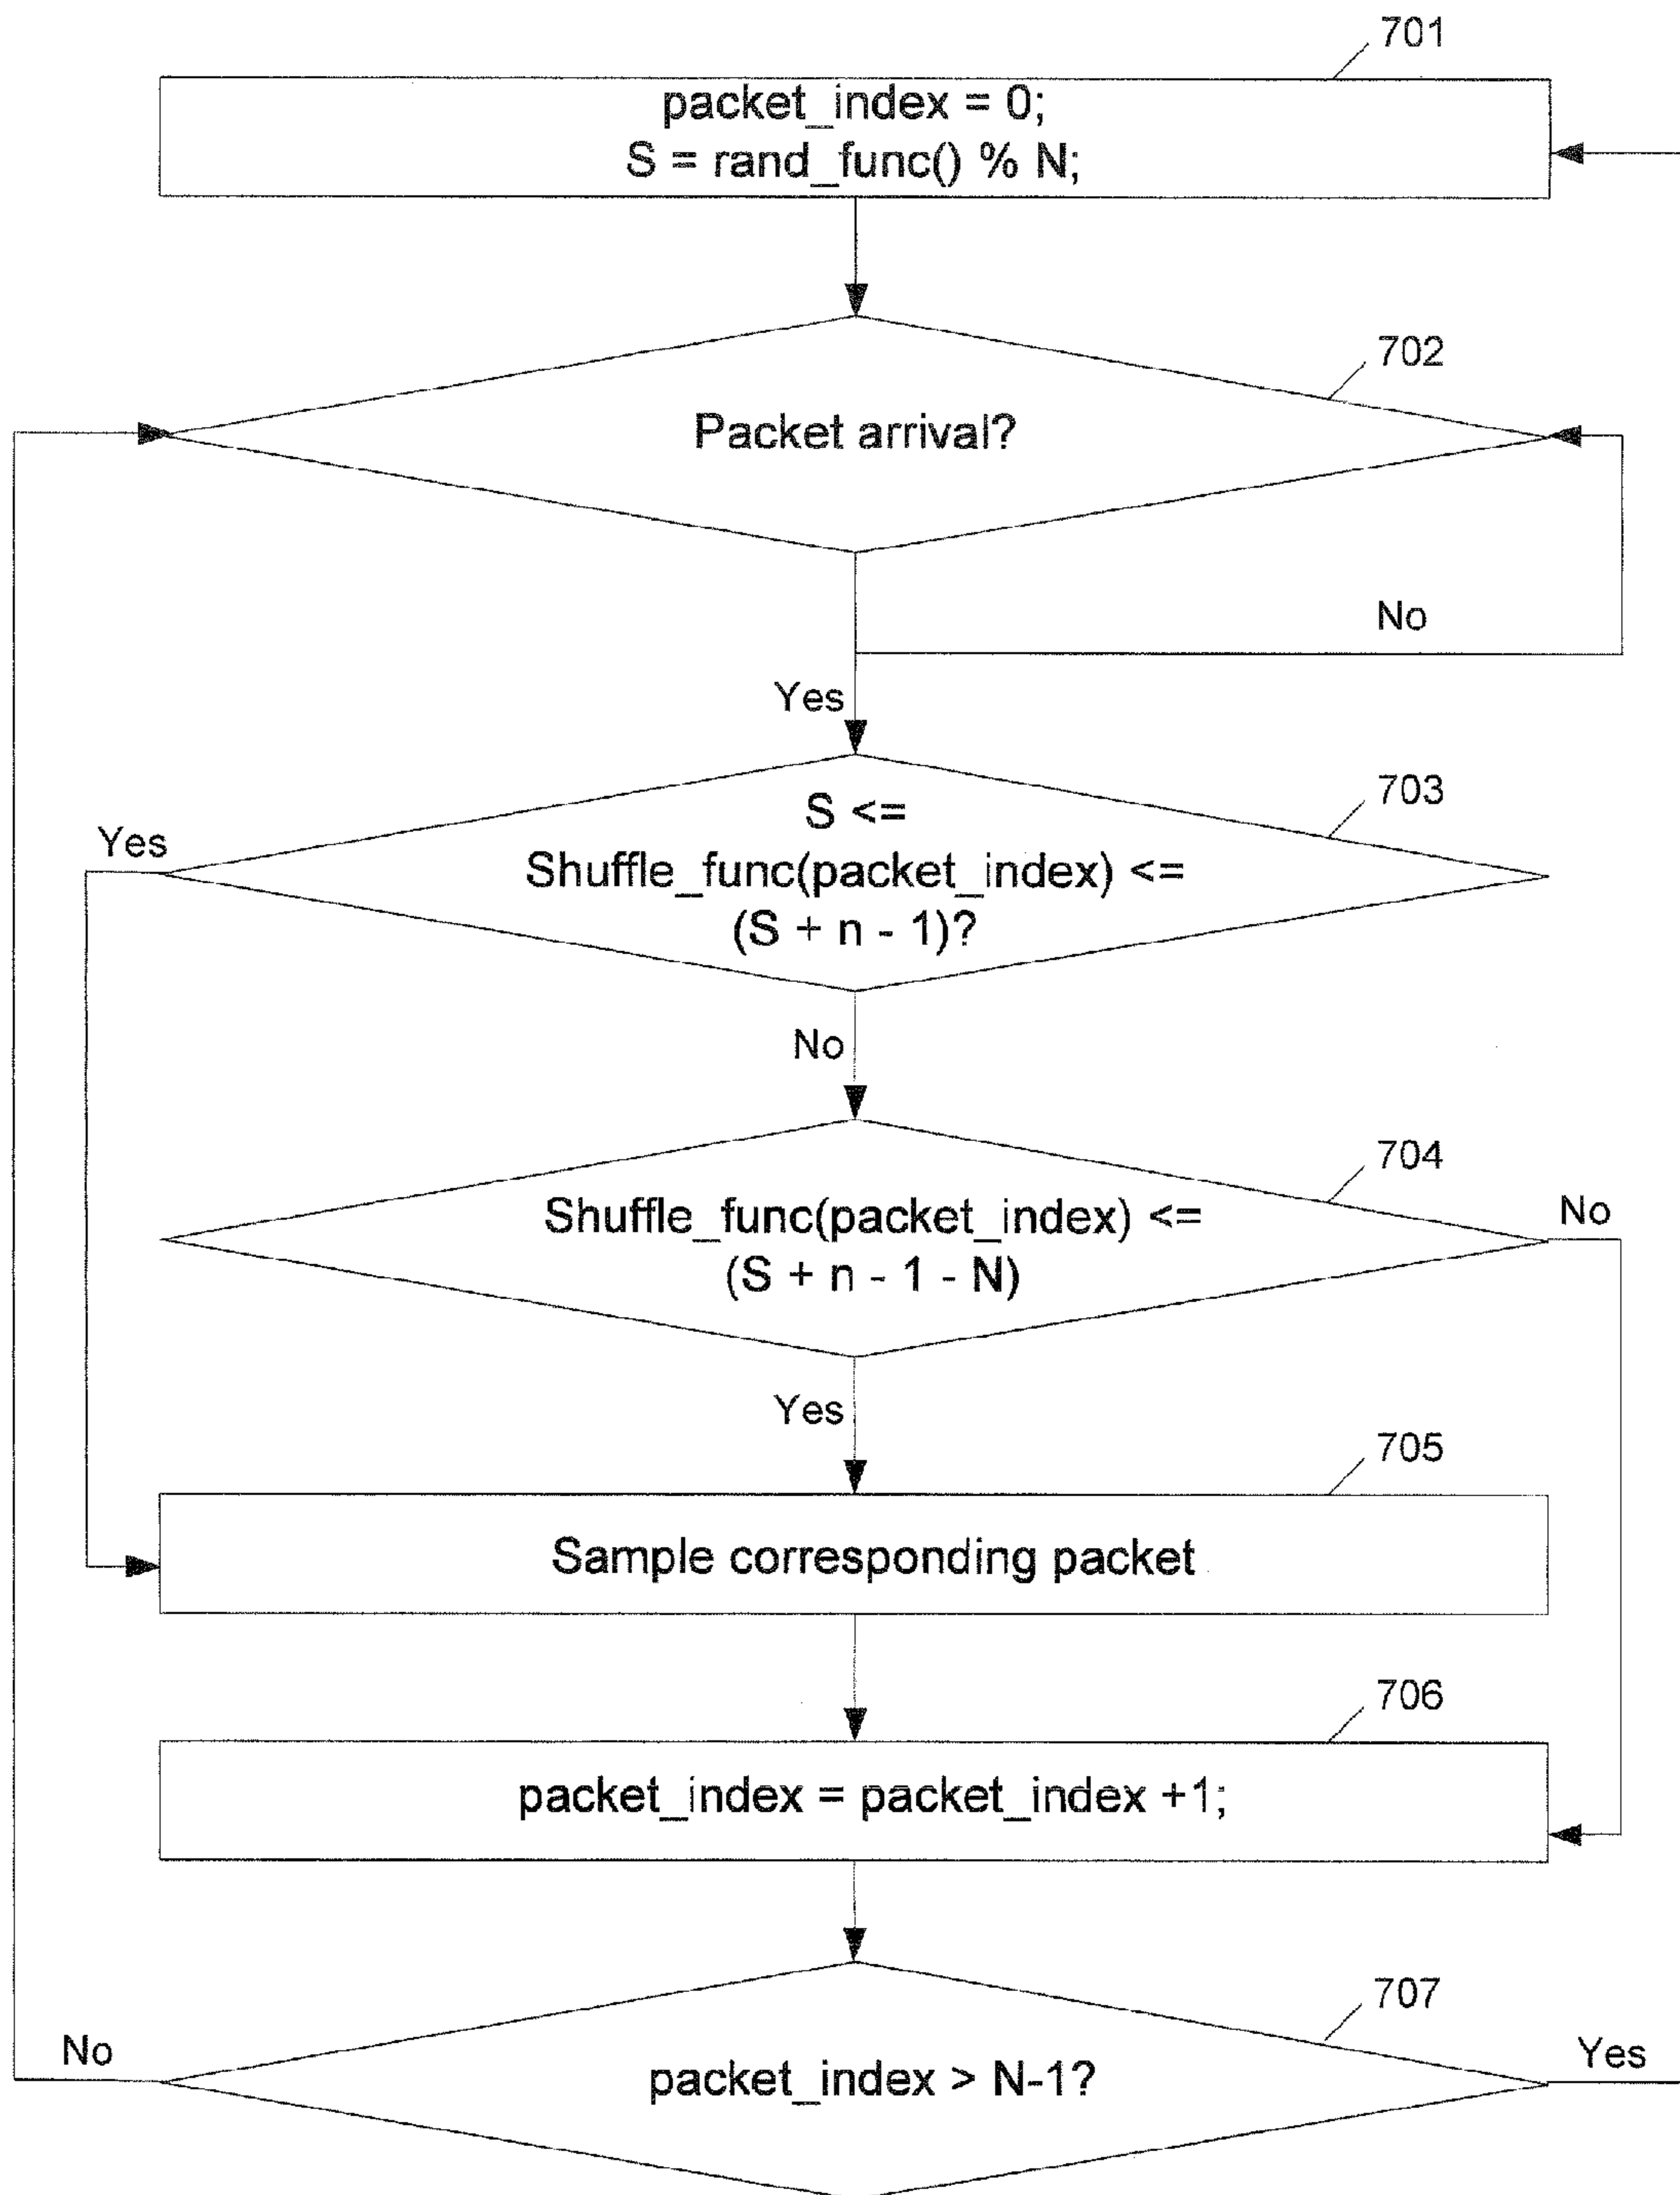 701
packet_index = 0;
S = rand_func() % N;
702
Packet arrival?
No
Yes
703
S <=
Shuffle_func(packet_index) <=
(S + n - 1)?
Yes
No
704
Shuffle_func(packet_index) <=
(S + n - 1 - N)
No
Yes
705
Sample corresponding packet
706
packet_index = packet_index +1;
707
No
packet_index > N-1?
Yes